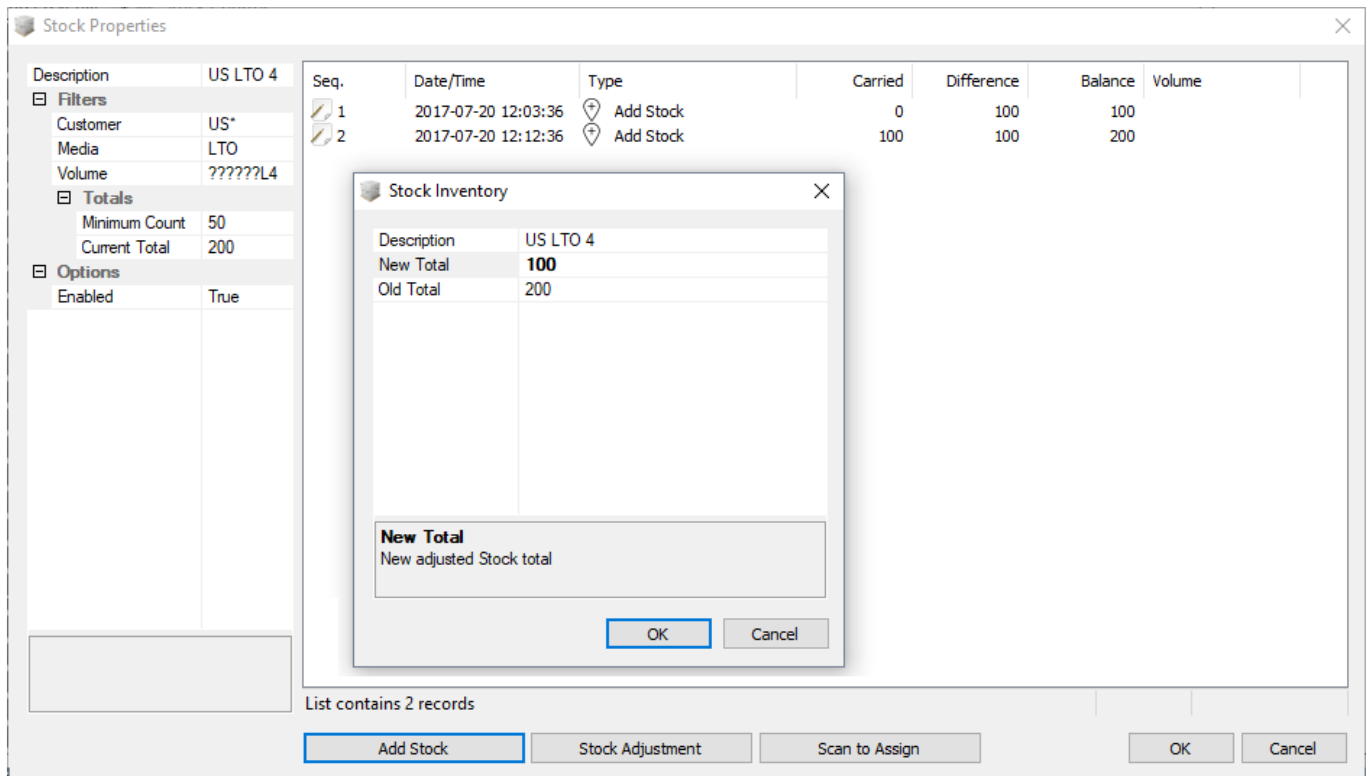 Stock Properties
Description US LTO 4
Filters
Customer US*
Media LTO
Volume ??????L4
Totals
Minimum Count 50
Current Total 200
Options
Enabled True
Seq. Date/Time Type Carried Difference Balance Volume
1 2017-07-20 12:03:36 Add Stock 0 100 100
2 2017-07-20 12:12:36 Add Stock 100 100 200
Stock Inventory
Description US LTO 4
New Total 100
Old Total 200
New Total
New adjusted Stock total
OK Cancel
List contains 2 records
Add Stock Stock Adjustment Scan to Assign OK Cancel